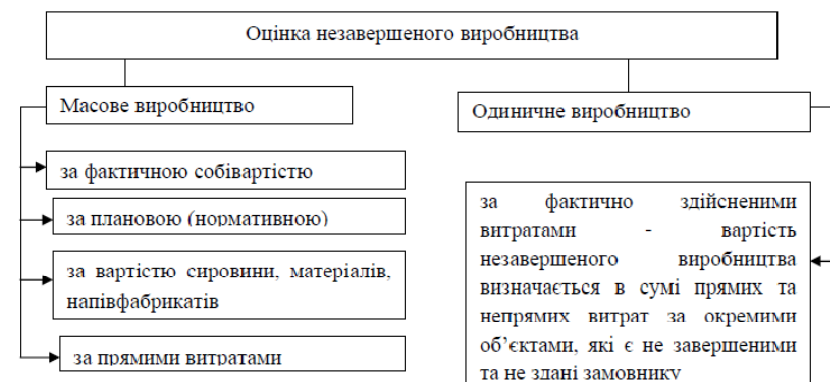 Оцінка незавершеного виробництва
Масове виробництво
Одиничне виробництво
за фактичною собівартістю
за плановою (нормативною)
за вартістю сировини, матеріалів,
напівфабрикатів
за прямими витратами
за фактично здійсненими
витратами - вартість
незавершеного виробництва
визначається в сумі прямих та
непрямих витрат за окремими
об’єктами, які є не завершеними
та не здані замовнику